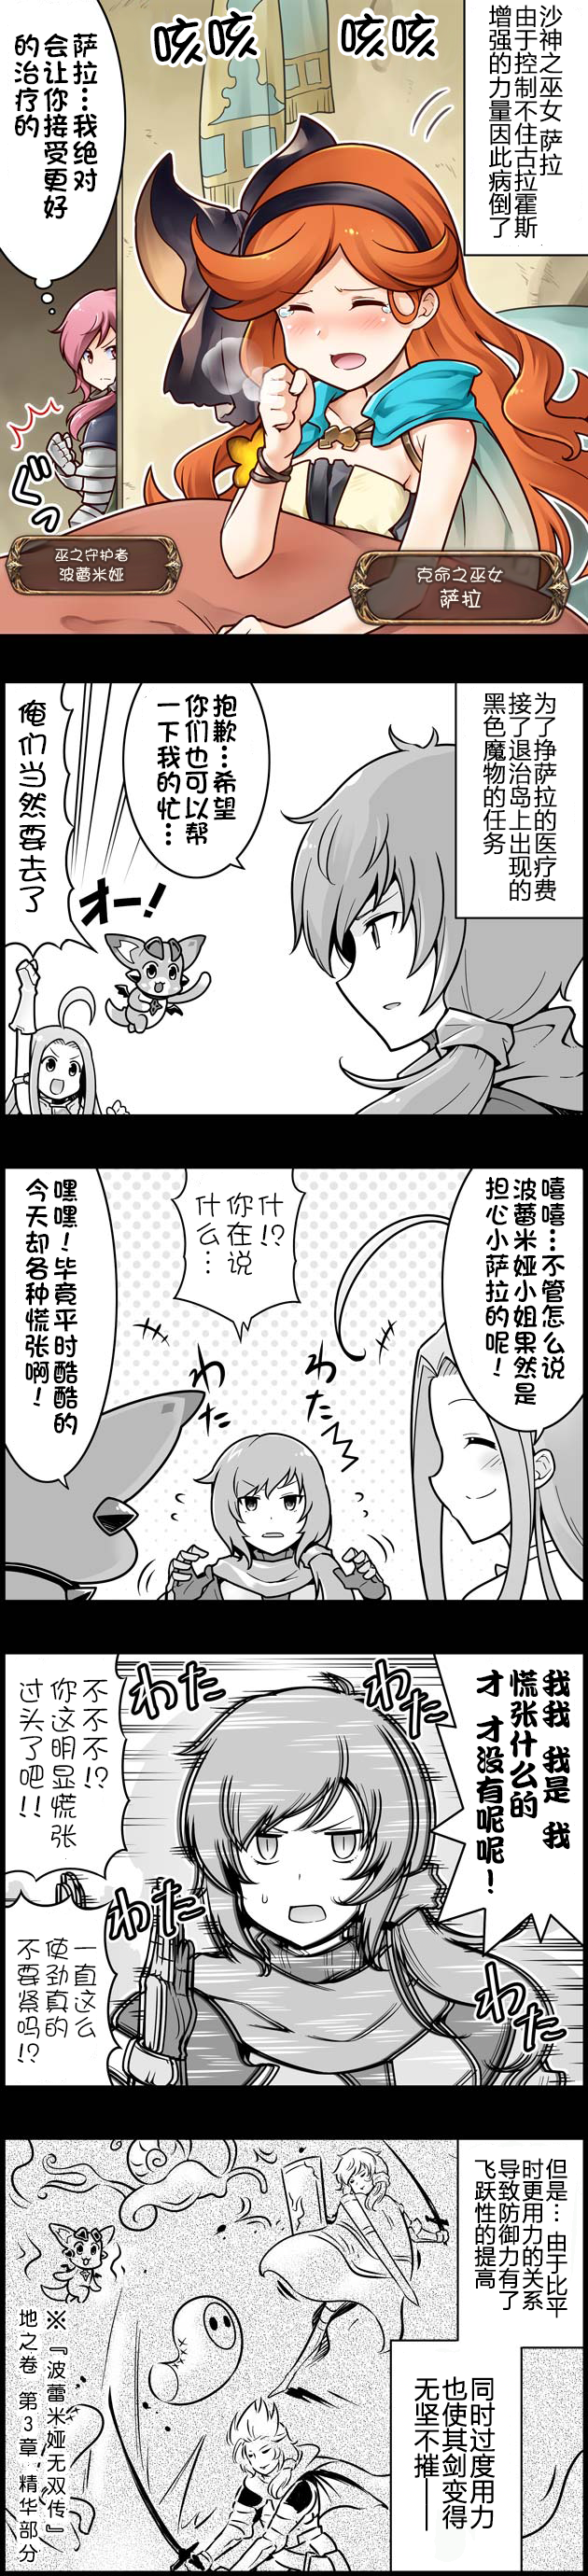 沙神之巫女 萨拉
由于控制不住古拉霍斯
增强的力量因此病倒了
咳咳
咳咳
萨拉…我绝对
会让你接受更好
的治疗的
ぐっ
巫之守护者
波蕾米娅
克命之巫女
萨拉
为了挣萨拉的医疗费
接了退治岛上出现的
黑色魔物的任务
抱歉…希望
你们也可以帮
一下我的忙…
俺们当然要去了
オー!
嘻嘻…不管怎么说
波蕾米娅小姐果然是
担心小萨拉的呢!
什!?
你在说
什么…
嘿嘿!毕竟平时酷酷的
今天却各种慌张啊!
わた
わた
我我 我是 我
慌张什么的
才 才没有呢呢!
わた
わた
不不不!?
你这明显慌张
过头了吧!!
わた
わた
一直这么
使劲真的
不要紧吗!?
但是… 由于比平
时更用力的关系
导致防御力有了
飞跃性的提高
同时过度用力
也使其剑变得
无坚不摧——
※『波蕾米娅无双传』
地之卷 第3章 精华部分